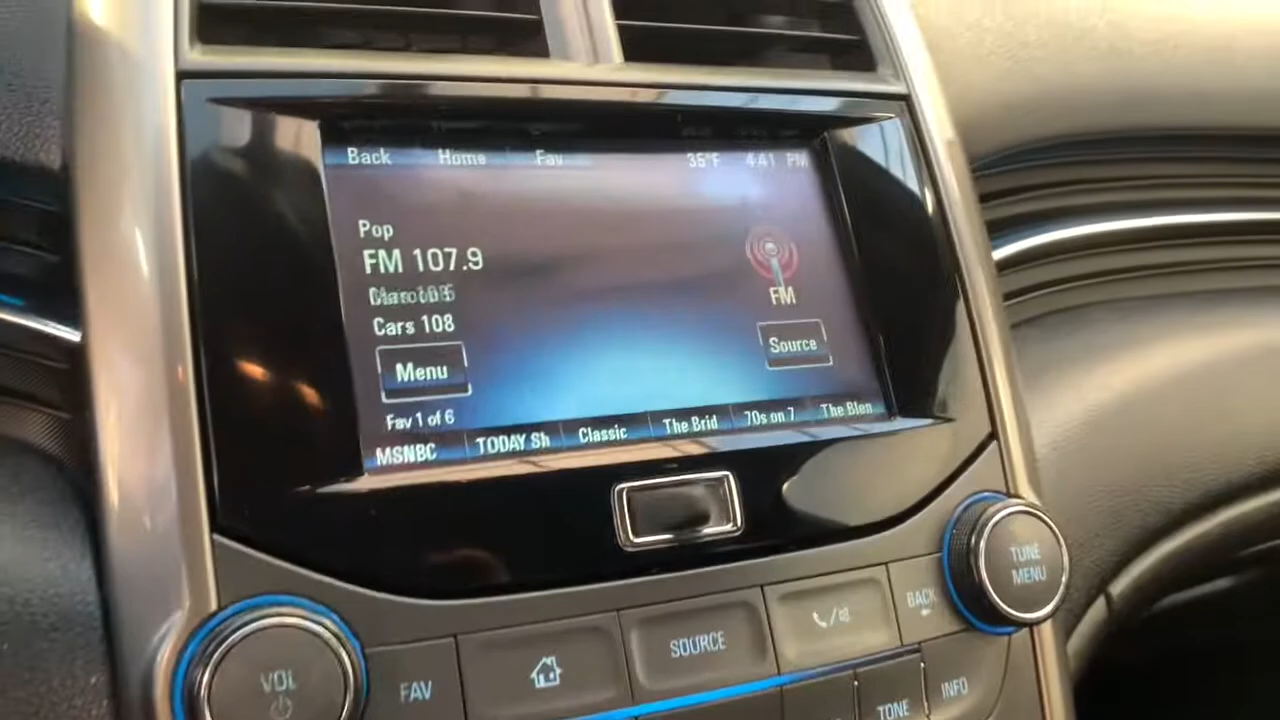 Back Home Fav 35°F 4:41 PM
Pop
FM 107.9
Cars 108
FM
Menu
Source
Fav 1 of 6
MSNBC TODAY Sh Classic The Brid 70s on 7 The Blen
TUNE
MENU
VOL
FAV
SOURCE
BACK
TONE
INFO